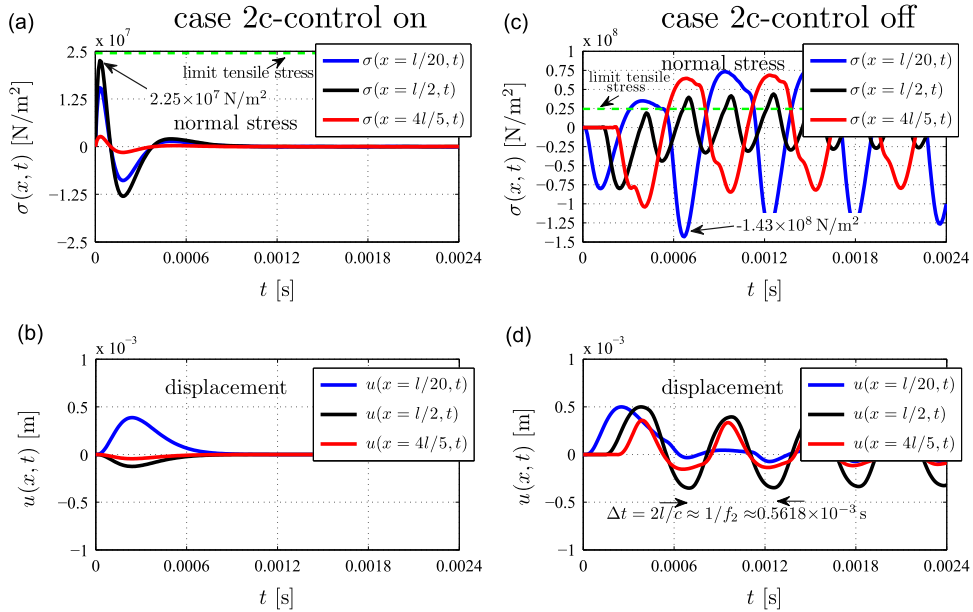 (a)
case 2c-control on
x 10^7
2.5
1.25
0
−1.25
−2.5
σ(x, t) [N/m²]
limit tensile stress
2.25×10^7 N/m²
normal stress
σ(x = l/20, t)
σ(x = l/2, t)
σ(x = 4l/5, t)
0 0.0006 0.0012 0.0018 0.0024
t [s]
(c)
case 2c-control off
x 10^8
1
0.75
0.5
0.25
0
−0.25
−0.5
−0.75
−1
−1.25
−1.5
σ(x, t) [N/m²]
normal stress
limit tensile
stress
-1.43×10^8 N/m²
σ(x = l/20, t)
σ(x = l/2, t)
σ(x = 4l/5, t)
0 0.0006 0.0012 0.0018 0.0024
t [s]
(b)
x 10^−3
1
0.5
0
−0.5
−1
u(x, t) [m]
displacement
u(x = l/20, t)
u(x = l/2, t)
u(x = 4l/5, t)
0 0.0006 0.0012 0.0018 0.0024
t [s]
(d)
x 10^−3
1
0.5
0
−0.5
−1
u(x, t) [m]
displacement
u(x = l/20, t)
u(x = l/2, t)
u(x = 4l/5, t)
Δt = 2l/c ≈ 1/f₂ ≈0.5618×10^−3 s
0 0.0006 0.0012 0.0018 0.0024
t [s]